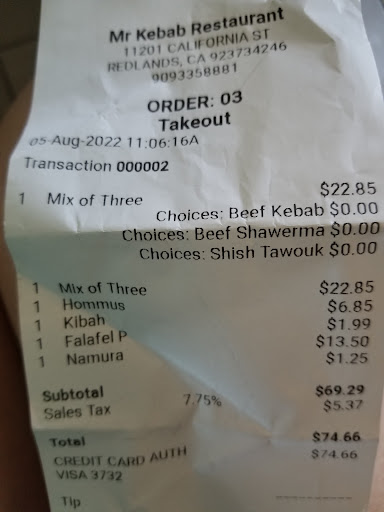 Mr Kebab Restaurant
11201 CALIFORNIA ST
REDLANDS, CA 923734246
9093358881
ORDER: 03
Takeout
05-Aug-2022 11:06:16A
Transaction 000002
1 Mix of Three $22.85
Choices: Beef Kebab $0.00
Choices: Beef Shawerma $0.00
Choices: Shish Tawouk $0.00
1 Mix of Three $22.85
1 Hommus $6.85
1 Kibah $1.99
1 Falafel P $13.50
1 Namura $1.25
Subtotal $69.29
Sales Tax 7.75% $5.37
Total $74.66
CREDIT CARD AUTH $74.66
VISA 3732
Tip